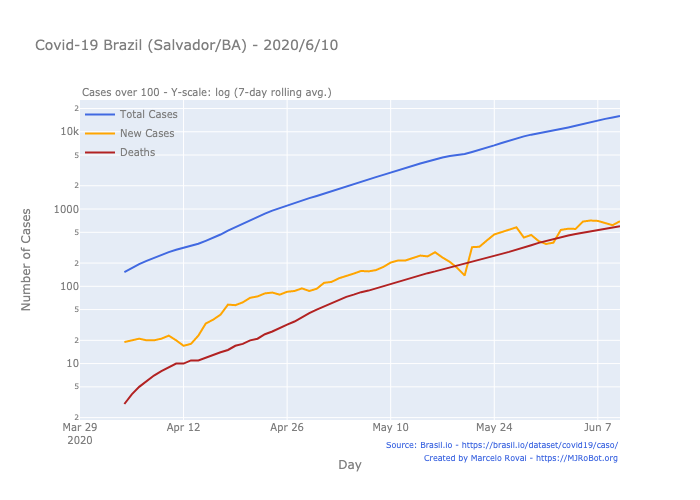 Covid-19 Brazil (Salvador/BA) - 2020/6/10
Cases over 100 - Y-scale: log (7-day rolling avg.)
Total Cases
New Cases
Deaths
2
10k
5
2
1000
5
2
100
5
2
10
5
2
Number of Cases
Mar 29
2020
Apr 12
Apr 26
May 10
May 24
Jun 7
Day
Source: Brasil.io - https://brasil.io/dataset/covid19/caso/
Created by Marcelo Rovai - https://MJRoBot.org